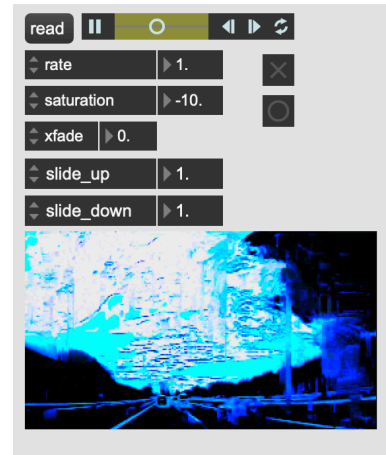 read
rate 1.
saturation -10.
xfade 0.
slide_up 1.
slide_down 1.